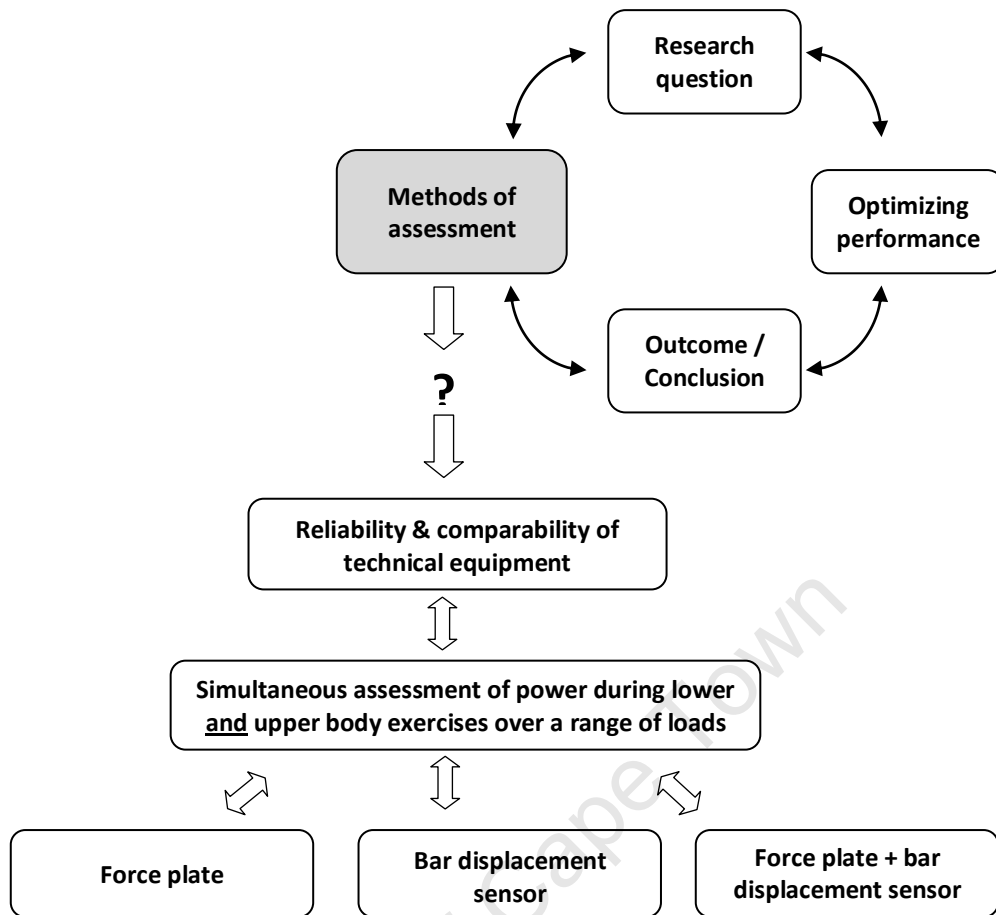 Research
question
Methods of
assessment
Optimizing
performance
Outcome /
Conclusion
?
Reliability & comparability of
technical equipment
Simultaneous assessment of power during lower
and upper body exercises over a range of loads
Force plate
Bar displacement
sensor
Force plate + bar
displacement sensor
Cape Town